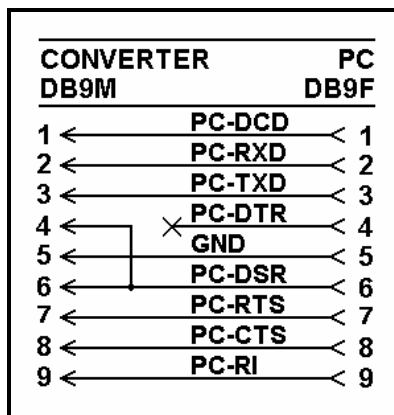 CONVERTER PC
DB9M DB9F
1 PC-DCD 1
2 PC-RXD 2
3 PC-TXD 3
4 PC-DTR 4
5 GND 5
6 PC-DSR 6
7 PC-RTS 7
8 PC-CTS 8
9 PC-RI 9